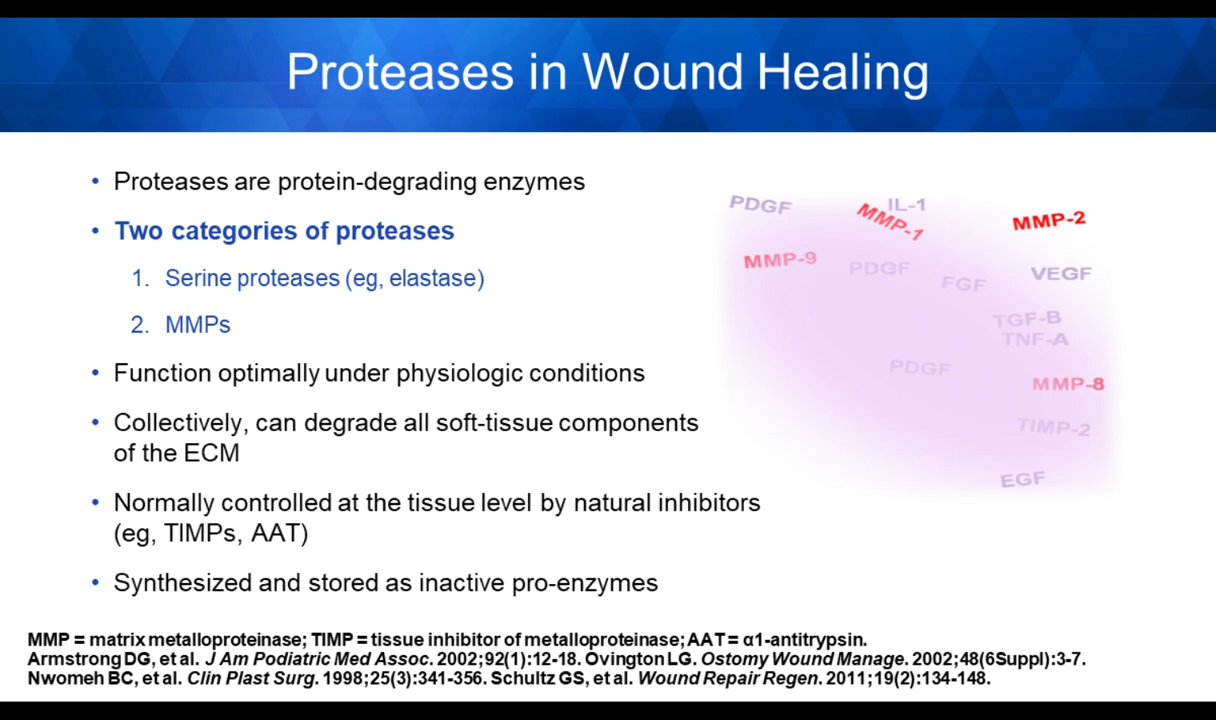 Proteases in Wound Healing
• Proteases are protein-degrading enzymes
• Two categories of proteases
1. Serine proteases (eg, elastase)
2. MMPs
• Function optimally under physiologic conditions
• Collectively, can degrade all soft-tissue components
of the ECM
• Normally controlled at the tissue level by natural inhibitors
(eg, TIMPs, AAT)
• Synthesized and stored as inactive pro-enzymes
PDGF
IL-1
MMP-1
MMP-2
MMP-9
PDGF
FGF
VEGF
TGF-B
TNF-A
PDGF
MMP-8
TIMP-2
EGF
MMP = matrix metalloproteinase; TIMP = tissue inhibitor of metalloproteinase; AAT = α1-antitrypsin.
Armstrong DG, et al. J Am Podiatric Med Assoc. 2002;92(1):12-18. Ovington LG. Ostomy Wound Manage. 2002;48(6Suppl):3-7.
Nwomeh BC, et al. Clin Plast Surg. 1998;25(3):341-356. Schultz GS, et al. Wound Repair Regen. 2011;19(2):134-148.